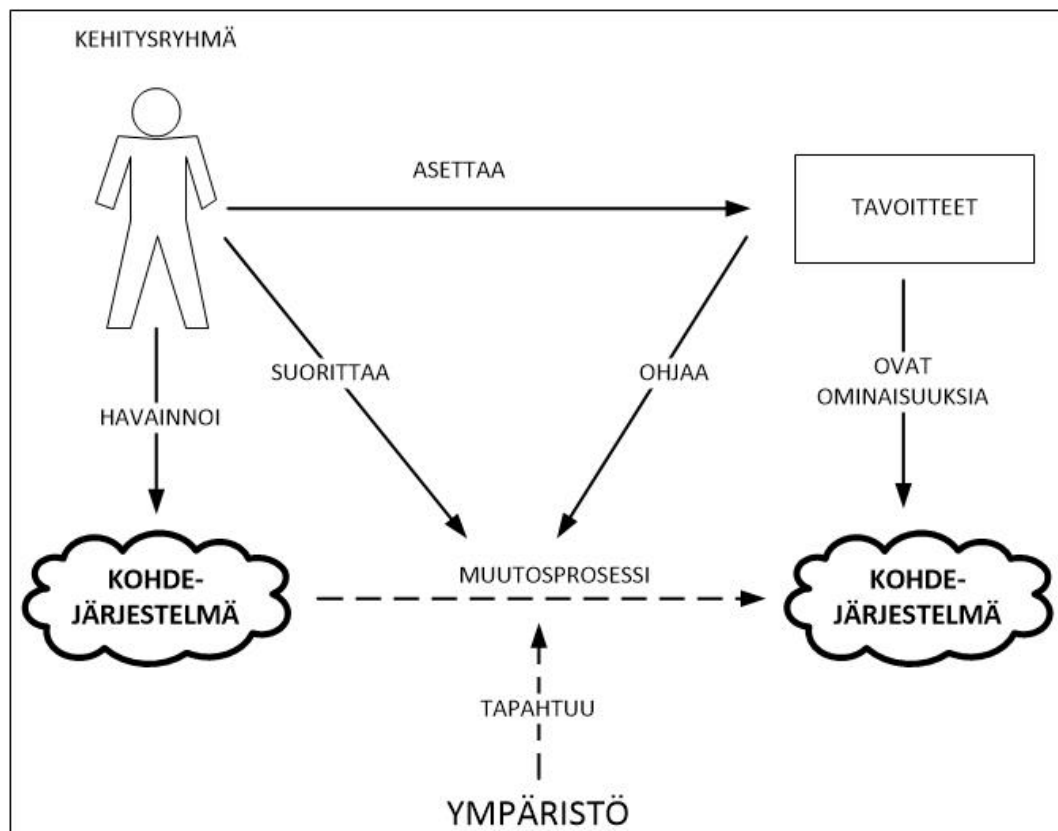 KEHITYSRYHMÄ
ASETTAA
TAVOITTEET
SUORITTAA
OHJAA
OVAT
OMINAISUUKSIA
HAVAINNOI
KOHDE-
JÄRJESTELMÄ
MUUTOSPROSESSI
KOHDE-
JÄRJESTELMÄ
TAPAHTUU
YMPÄRISTÖ